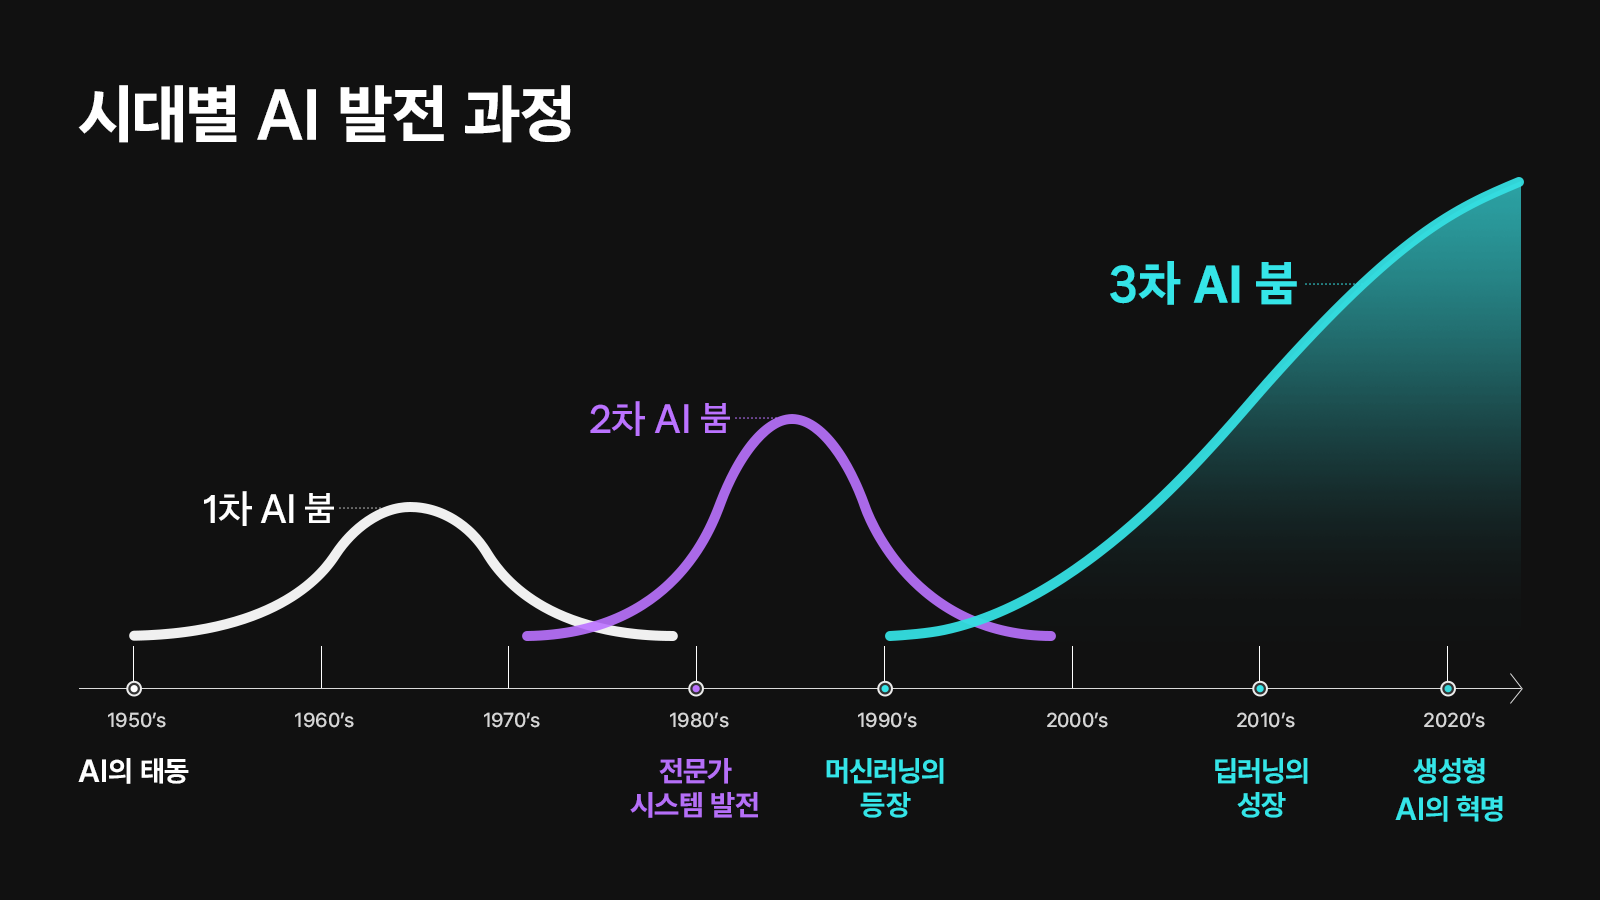 시대별 AI 발전 과정
3차 AI 붐
2차 AI 붐
1차 AI 붐
1950’s
1960’s
1970’s
1980’s
1990’s
2000’s
2010’s
2020’s
AI의 태동
전문가
시스템 발전
머신러닝의
등장
딥러닝의
성장
생성형
AI의 혁명